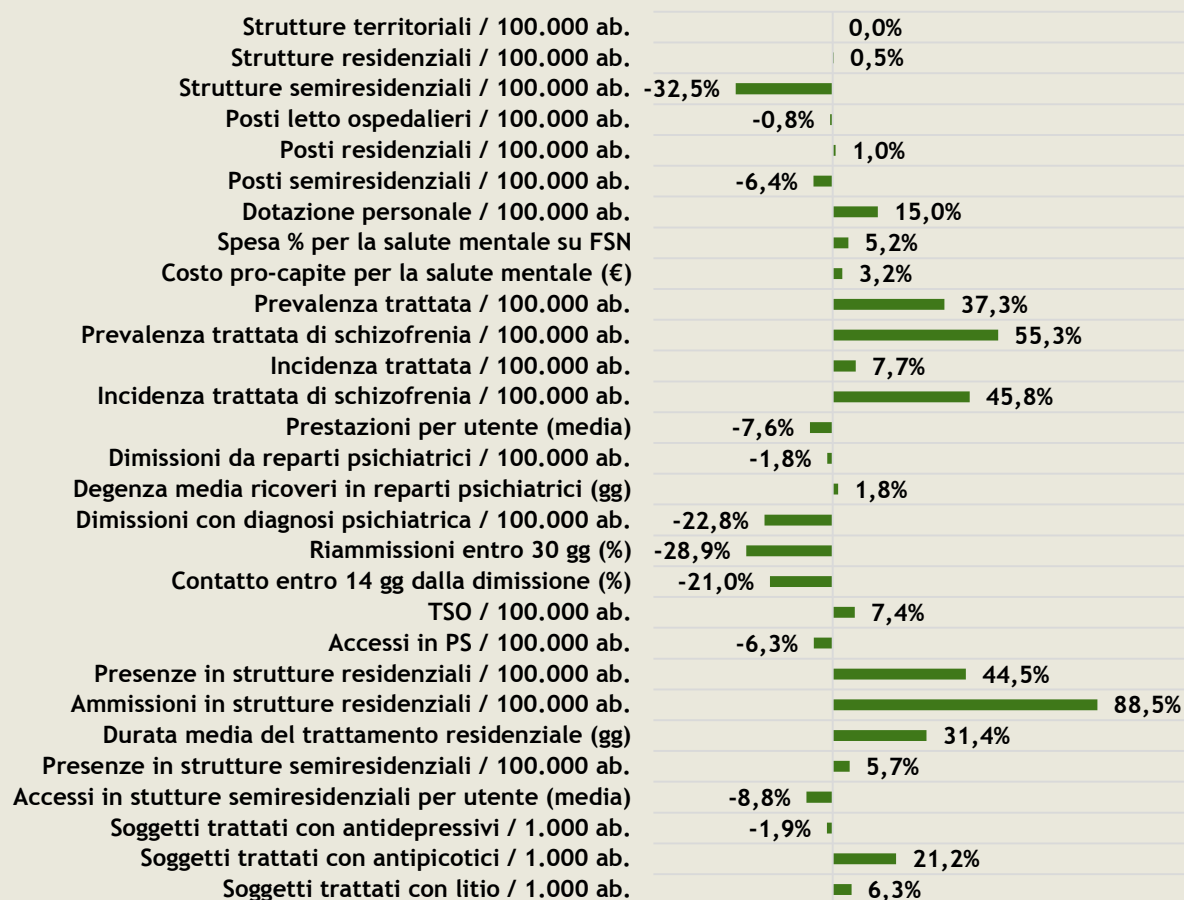 Strutture territoriali / 100.000 ab. 0,0%
Strutture residenziali / 100.000 ab. 0,5%
Strutture semiresidenziali / 100.000 ab. -32,5%
Posti letto ospedalieri / 100.000 ab. -0,8%
Posti residenziali / 100.000 ab. 1,0%
Posti semiresidenziali / 100.000 ab. -6,4%
Dotazione personale / 100.000 ab. 15,0%
Spesa % per la salute mentale su FSN 5,2%
Costo pro-capite per la salute mentale (€) 3,2%
Prevalenza trattata / 100.000 ab. 37,3%
Prevalenza trattata di schizofrenia / 100.000 ab. 55,3%
Incidenza trattata / 100.000 ab. 7,7%
Incidenza trattata di schizofrenia / 100.000 ab. 45,8%
Prestazioni per utente (media) -7,6%
Dimissioni da reparti psichiatrici / 100.000 ab. -1,8%
Degenza media ricoveri in reparti psichiatrici (gg) 1,8%
Dimissioni con diagnosi psichiatrica / 100.000 ab. -22,8%
Riammissioni entro 30 gg (%) -28,9%
Contatto entro 14 gg dalla dimissione (%) -21,0%
TSO / 100.000 ab. 7,4%
Accessi in PS / 100.000 ab. -6,3%
Presenze in strutture residenziali / 100.000 ab. 44,5%
Ammissioni in strutture residenziali / 100.000 ab. 88,5%
Durata media del trattamento residenziale (gg) 31,4%
Presenze in strutture semiresidenziali / 100.000 ab. 5,7%
Accessi in stutture semiresidenziali per utente (media) -8,8%
Soggetti trattati con antidepressivi / 1.000 ab. -1,9%
Soggetti trattati con antipicotici / 1.000 ab. 21,2%
Soggetti trattati con litio / 1.000 ab. 6,3%